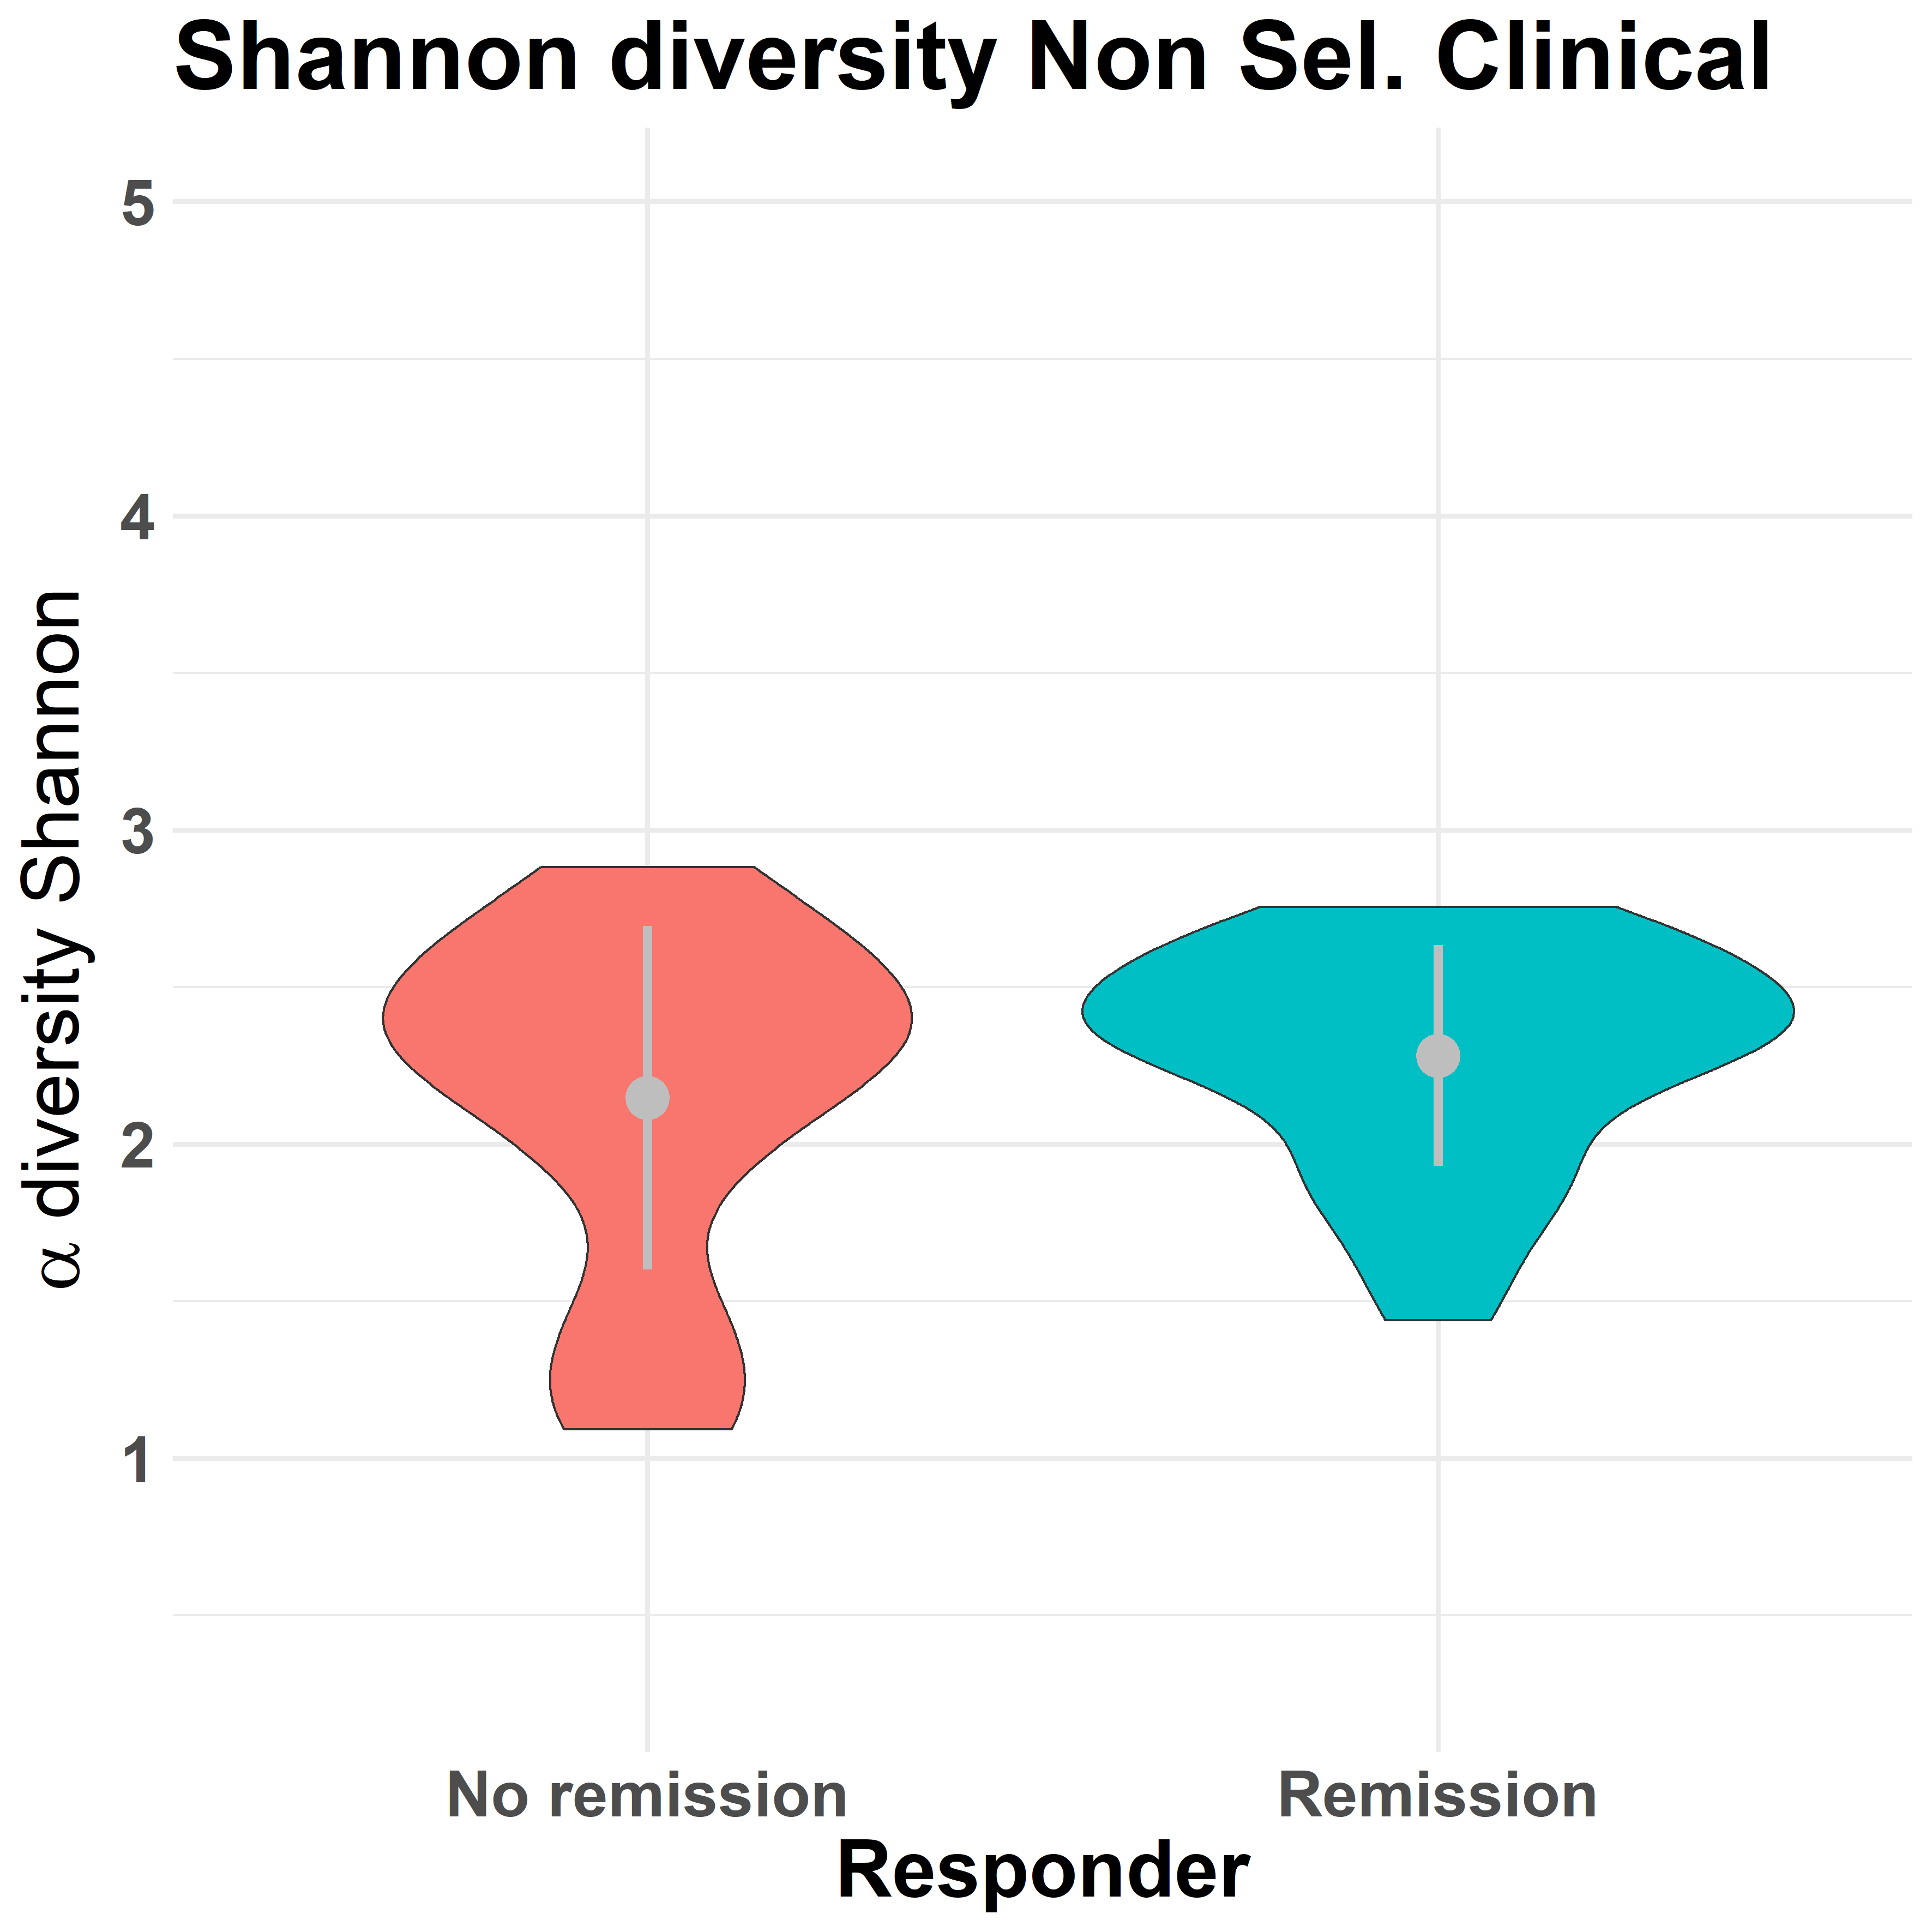 Shannon diversity Non Sel. Clinical
α diversity Shannon
5
4
3
2
1
No remission
Remission
Responder